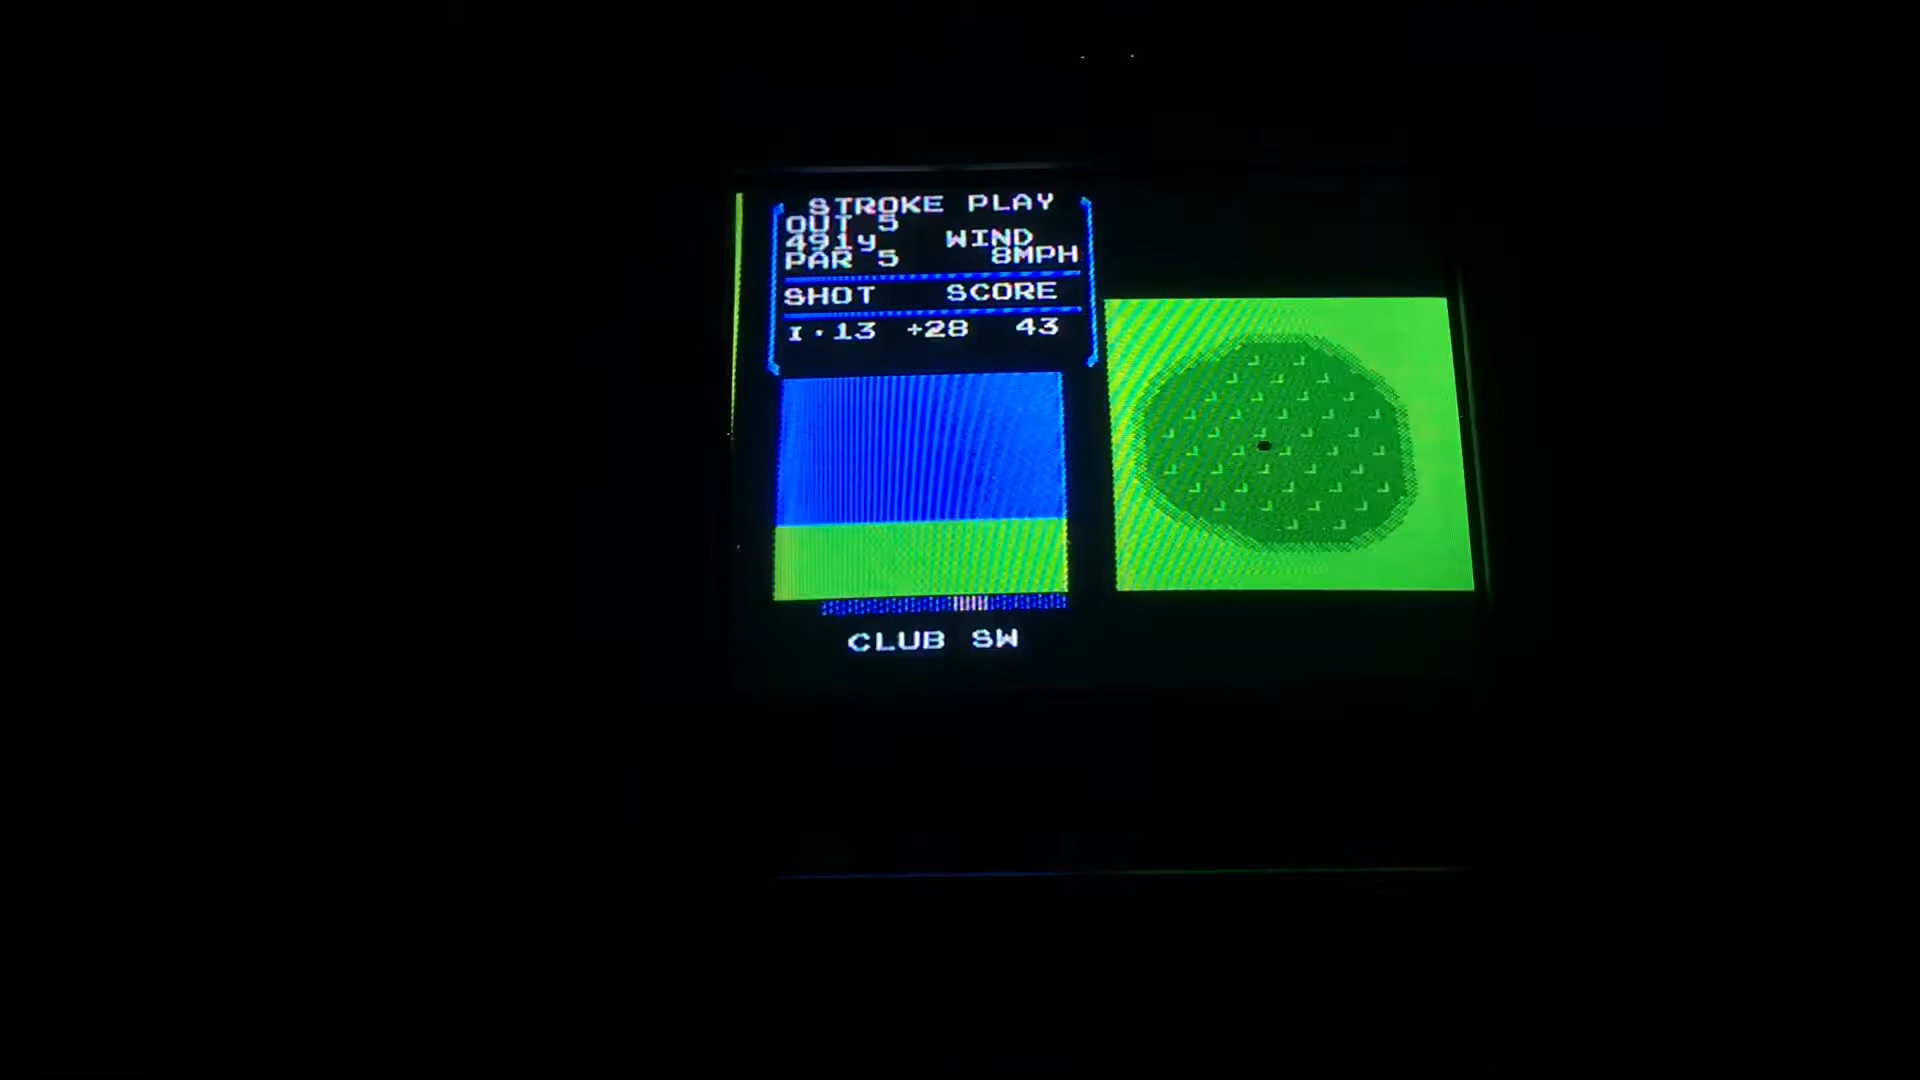 STROKE PLAY
OUT 5
491y WIND
PAR 5 8MPH
SHOT SCORE
I·13 +28 43
CLUB SW